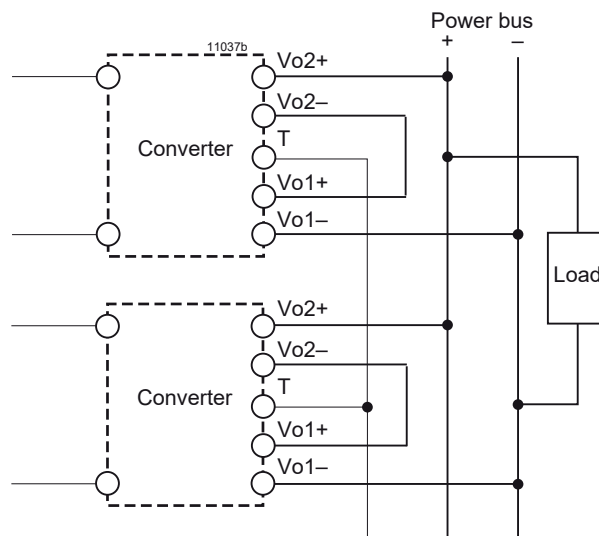 Power bus
+ –
11037b
Vo2+
Vo2–
T
Converter
Vo1+
Vo1–
Load
Vo2+
Vo2–
T
Converter
Vo1+
Vo1–